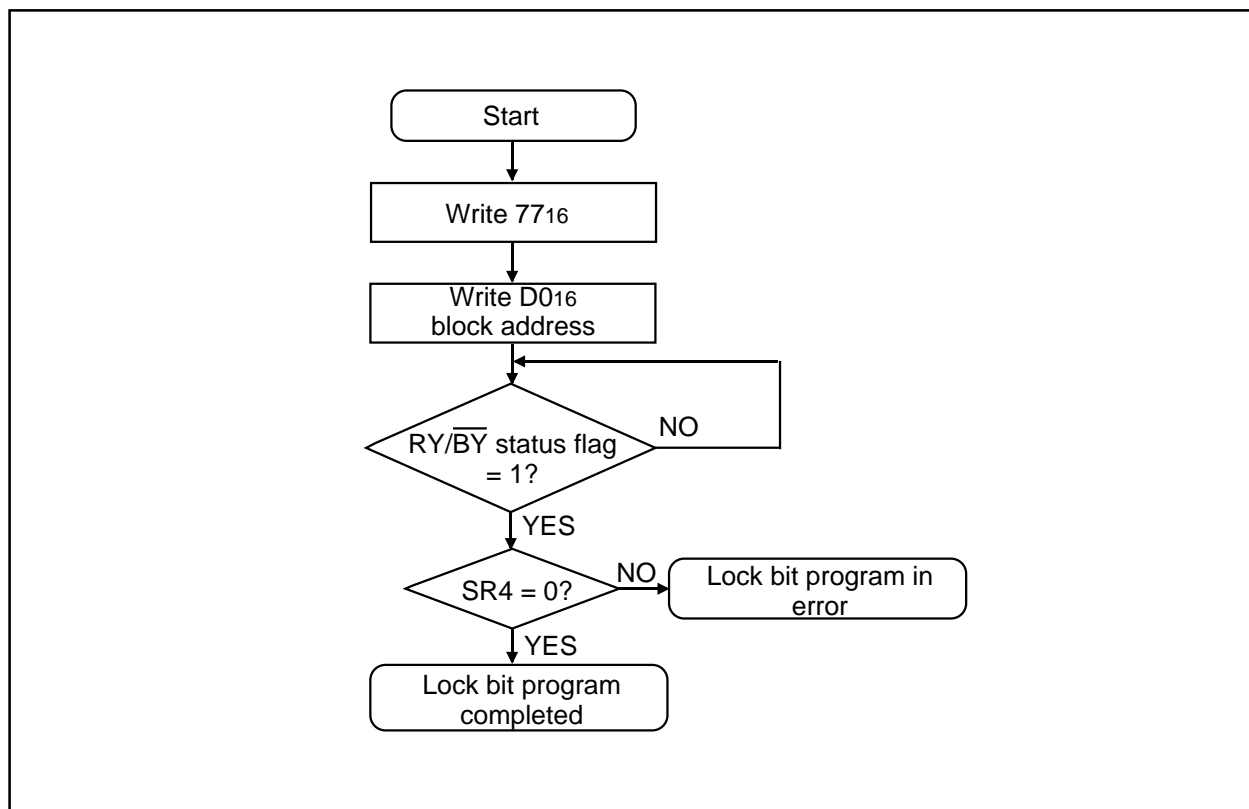 Start
Write 7716
Write D016
block address
NO
RY/B̅Y̅ status flag
= 1?
YES
NO
SR4 = 0?
Lock bit program in
error
YES
Lock bit program
completed